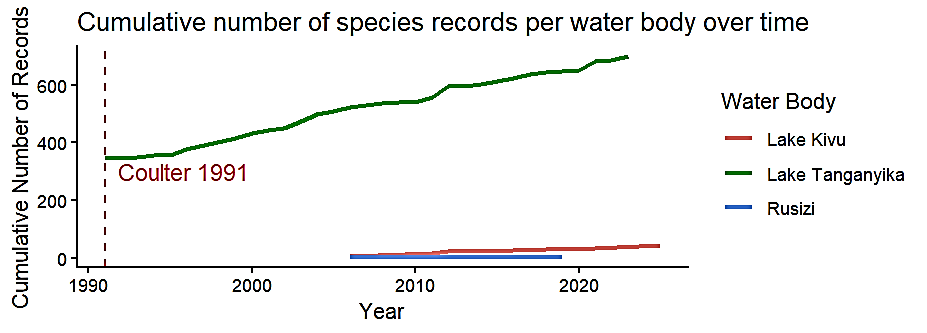 Cumulative number of species records per water body over time
Cumulative Number of Records
600
400
200
0
Coulter 1991
1990
2000
2010
2020
Year
Water Body
Lake Kivu
Lake Tanganyika
Rusizi